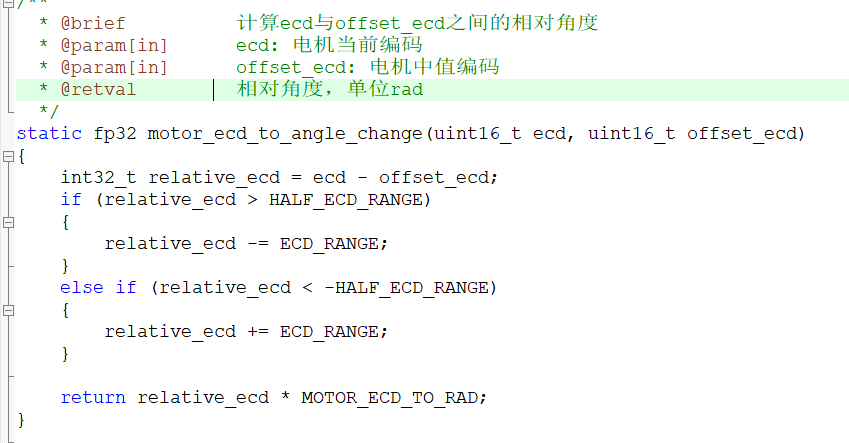 /**
 * @brief          计算ecd与offset_ecd之间的相对角度
 * @param[in]      ecd: 电机当前编码
 * @param[in]      offset_ecd: 电机中值编码
 * @retval         相对角度，单位rad
 */
static fp32 motor_ecd_to_angle_change(uint16_t ecd, uint16_t offset_ecd)
{
    int32_t relative_ecd = ecd - offset_ecd;
    if (relative_ecd > HALF_ECD_RANGE)
    {
        relative_ecd -= ECD_RANGE;
    }
    else if (relative_ecd < -HALF_ECD_RANGE)
    {
        relative_ecd += ECD_RANGE;
    }
    return relative_ecd * MOTOR_ECD_TO_RAD;
}